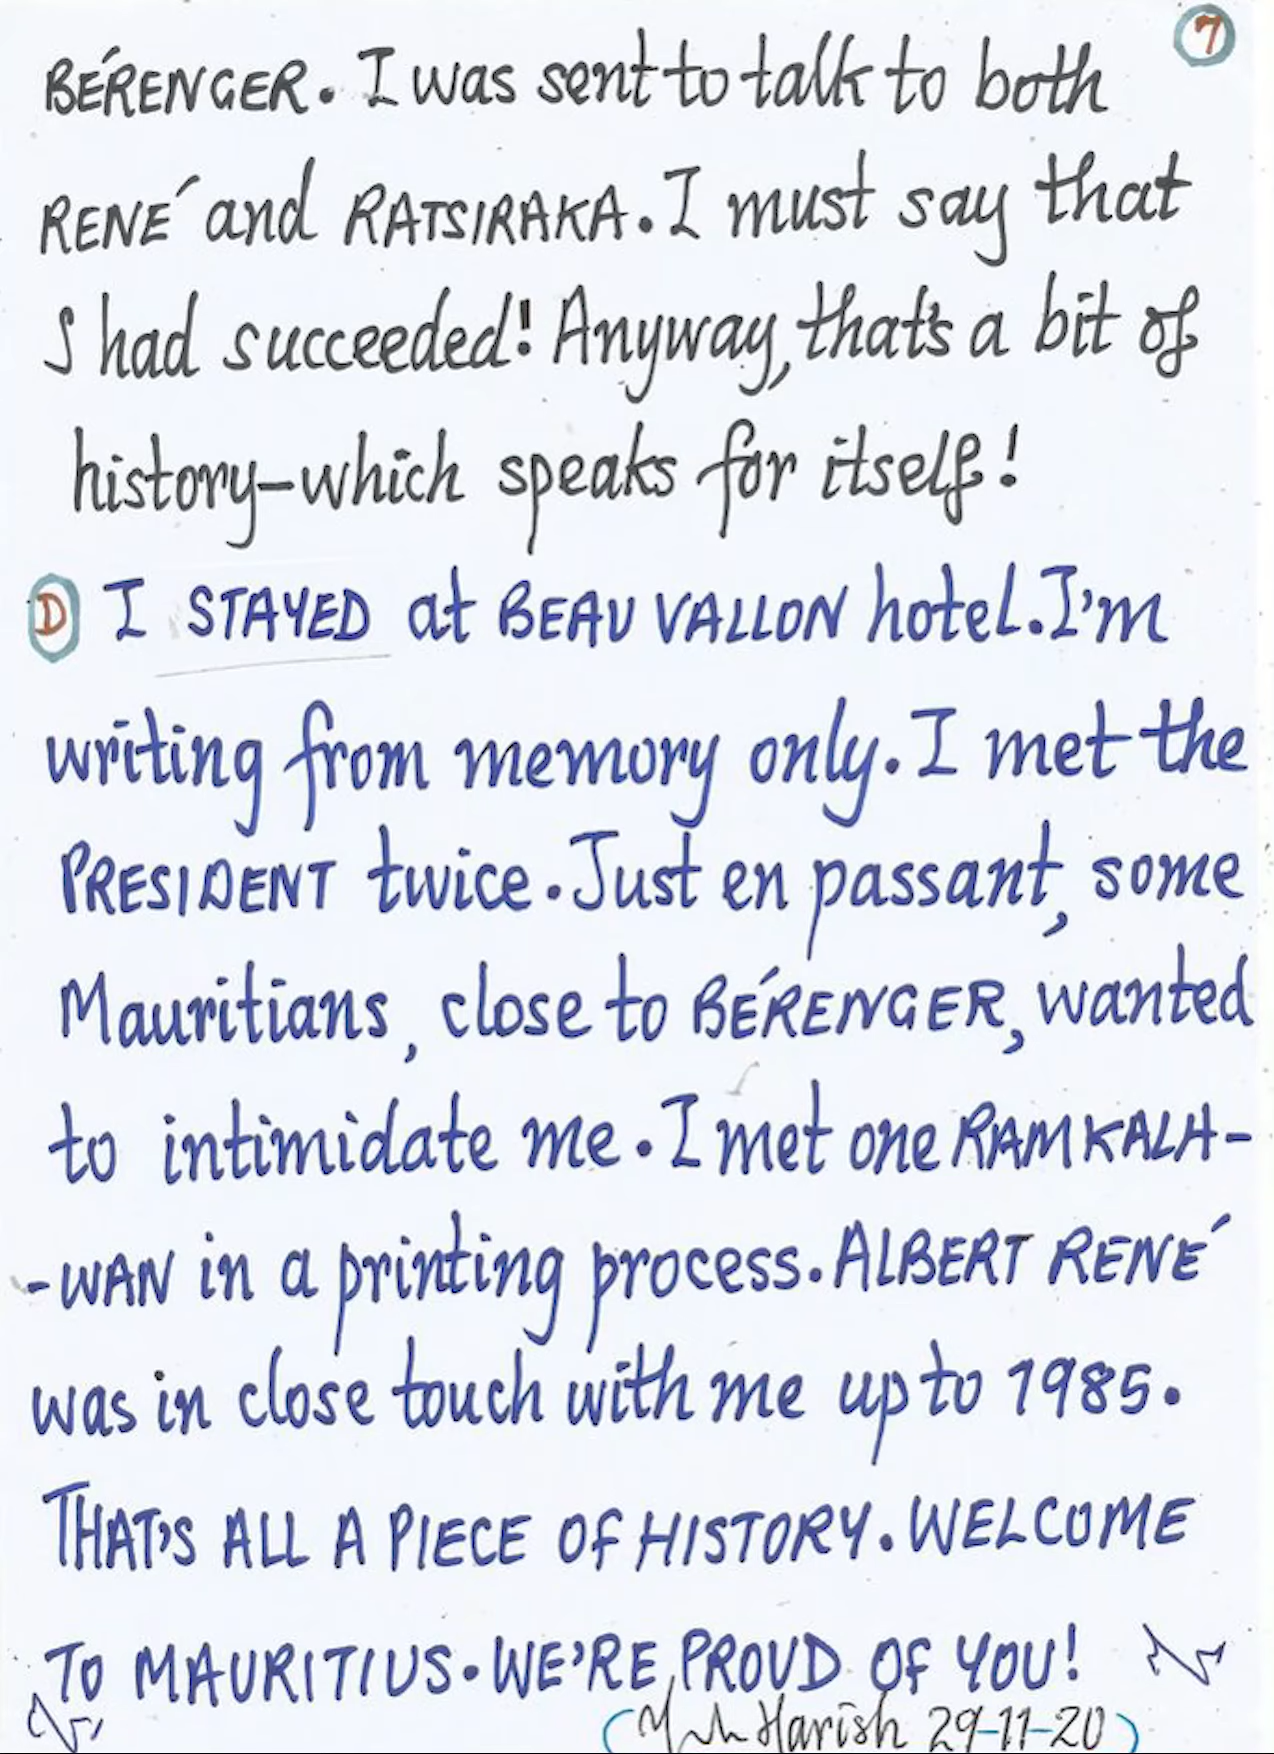 7
BÉRENGER. I was sent to talk to both
RENÉ and RATSIRAKA. I must say that
I had succeeded! Anyway, that's a bit of
history-which speaks for itself!
D I STAYED at BEAU VALLON hotel. I'm
writing from memory only. I met the
PRESIDENT twice. Just en passant, some
Mauritians, close to BÉRENGER, wanted
to intimidate me. I met one RAMKALA-
-WAN in a printing process. ALBERT RENÉ
was in close touch with me up to 1985.
THAT'S ALL A PIECE OF HISTORY. WELCOME
TO MAURITIUS. WE'RE PROUD OF YOU!
(Harish 29-11-20)